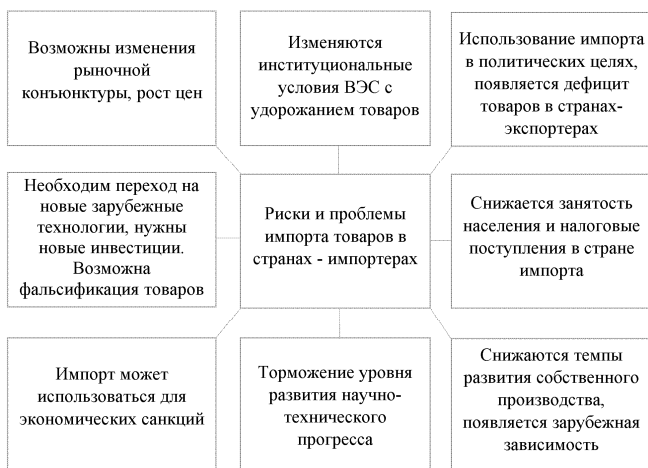 Возможны изменения
рыночной
конъюнктуры, рост цен
Изменяются
институциональные
условия ВЭС с
удорожанием товаров
Использование импорта
в политических целях,
появляется дефицит
товаров в странах-
экспортерах
Необходим переход на
новые зарубежные
технологии, нужны
новые инвестиции.
Возможна
фальсификация товаров
Риски и проблемы
импорта товаров в
странах - импортерах
Снижается занятость
населения и налоговые
поступления в стране
импорта
Импорт может
использоваться для
экономических санкций
Торможение уровня
развития научно-
технического
прогресса
Снижаются темпы
развития собственного
производства,
появляется зарубежная
зависимость